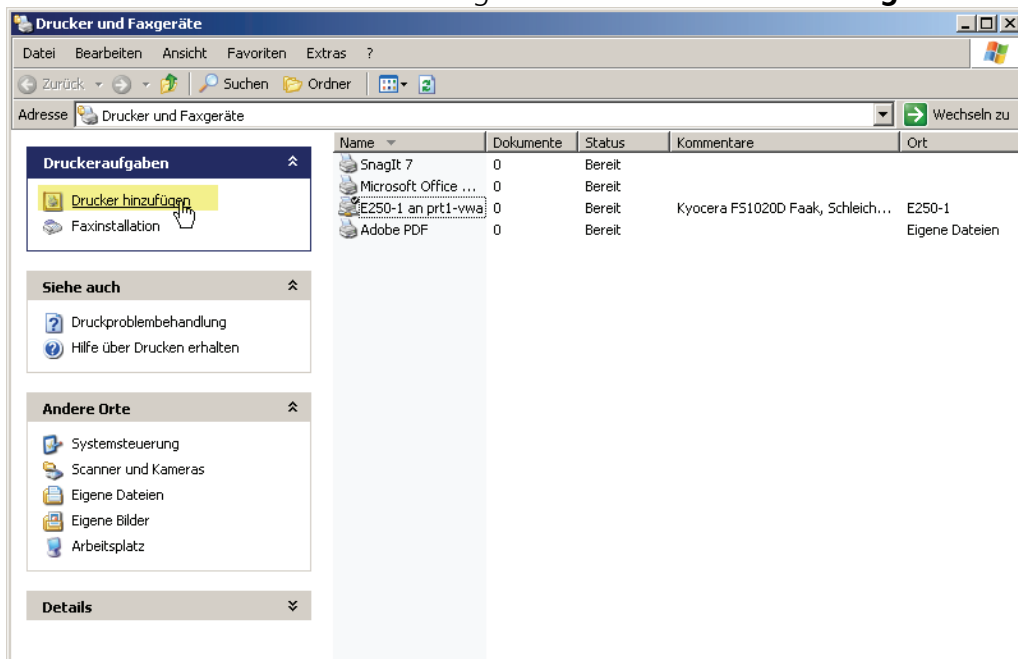 Drucker und Faxgeräte
Datei Bearbeiten Ansicht Favoriten Extras ?
Zurück Suchen Ordner
Adresse Drucker und Faxgeräte Wechseln zu
Druckeraufgaben
Drucker hinzufügen
Faxinstallation
Siehe auch
Druckproblembehandlung
Hilfe über Drucken erhalten
Andere Orte
Systemsteuerung
Scanner und Kameras
Eigene Dateien
Eigene Bilder
Arbeitsplatz
Details
Name Dokumente Status Kommentare Ort
SnagIt 7 0 Bereit
Microsoft Office ... 0 Bereit
E250-1 an prt1-vwa 0 Bereit Kyocera FS1020D Faak, Schleich... E250-1
Adobe PDF 0 Bereit Eigene Dateien